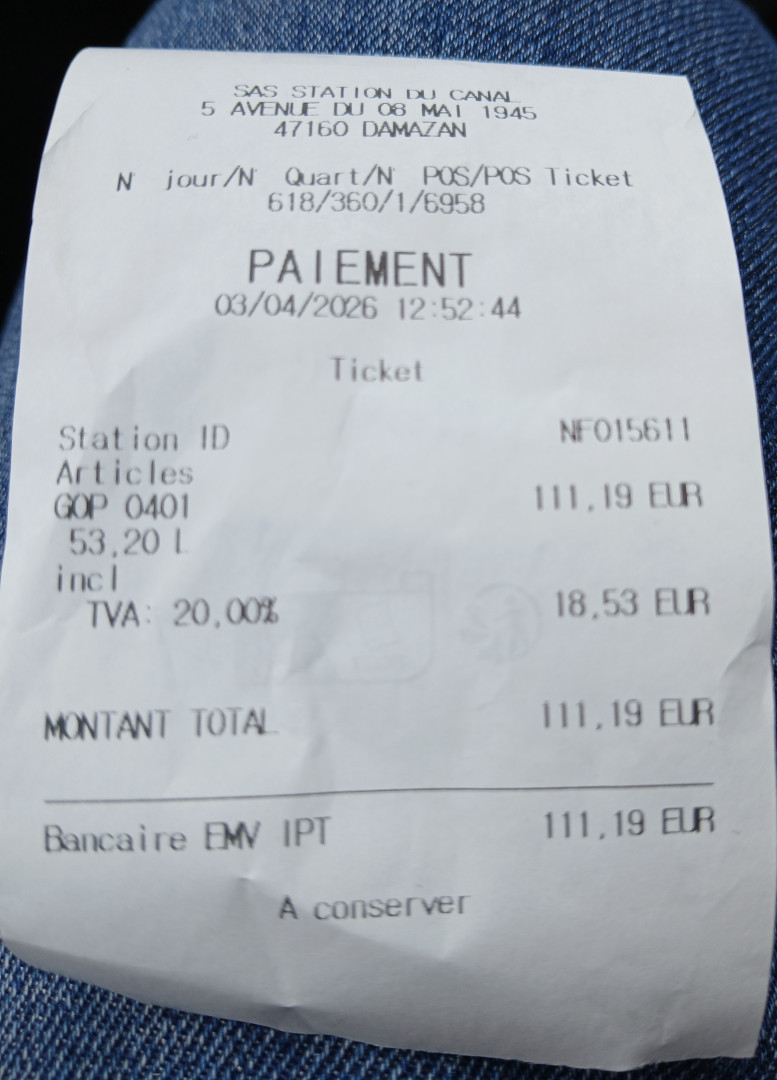 SAS STATION DU CANAL
5 AVENUE DU 08 MAI 1945
47160 DAMAZAN
N° jour/N° Quart/N° POS/POS Ticket
618/360/1/6958
PAIEMENT
03/04/2026 12:52:44
Ticket
Station ID NF015611
Articles
GOP 0401 111,19 EUR
53,20 L
incl
TVA: 20,00% 18,53 EUR
MONTANT TOTAL 111,19 EUR
Bancaire EMV IPT 111,19 EUR
A conserver